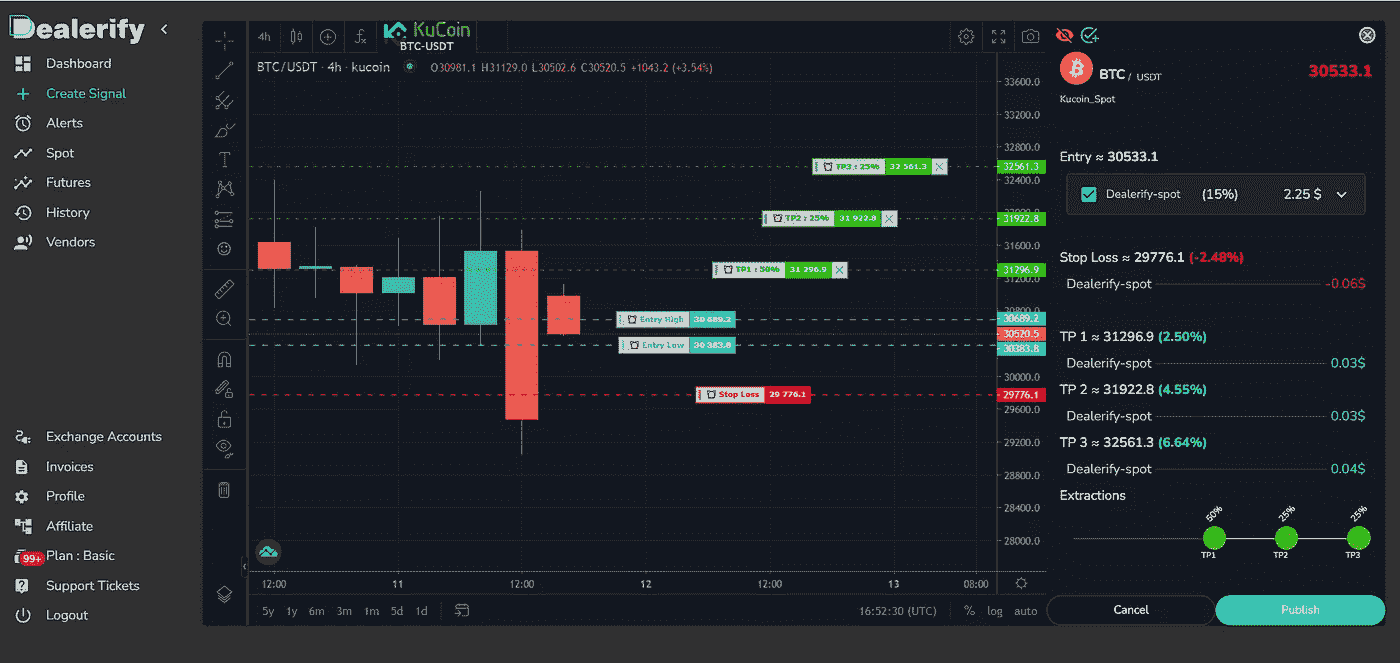 Dealerify
Dashboard
Create Signal
Alerts
Spot
Futures
History
Vendors
Exchange Accounts
Invoices
Profile
Affiliate
99+ Plan : Basic
Support Tickets
Logout
4h
KuCoin
BTC-USDT
BTC/USDT · 4h · kucoin O30981.1 H31129.0 L30502.6 C30520.5 +1043.2 (+3.54%)
33600.0
33200.0
32800.0
TP3 : 25% 32 561.3
32561.3
32400.0
TP2 : 25% 31 922.8
31922.8
31600.0
TP1 : 50% 31 296.9
31296.9
31200.0
Entry High 30 689.2
30689.2
30520.5
Entry Low 30 383.8
30383.8
30000.0
Stop Loss 29 776.1
29776.1
29600.0
29200.0
28800.0
28400.0
28000.0
12:00 11 12:00 12 12:00 13 08:00
5y 1y 6m 3m 1m 5d 1d
16:52:30 (UTC) % log auto
BTC / USDT 30533.1
Kucoin_Spot
Entry ≈ 30533.1
Dealerify-spot (15%) 2.25 $
Stop Loss ≈ 29776.1 (-2.48%)
Dealerify-spot -0.06$
TP 1 ≈ 31296.9 (2.50%)
Dealerify-spot 0.03$
TP 2 ≈ 31922.8 (4.55%)
Dealerify-spot 0.03$
TP 3 ≈ 32561.3 (6.64%)
Dealerify-spot 0.04$
Extractions
50% 25% 25%
TP1 TP2 TP3
Cancel Publish